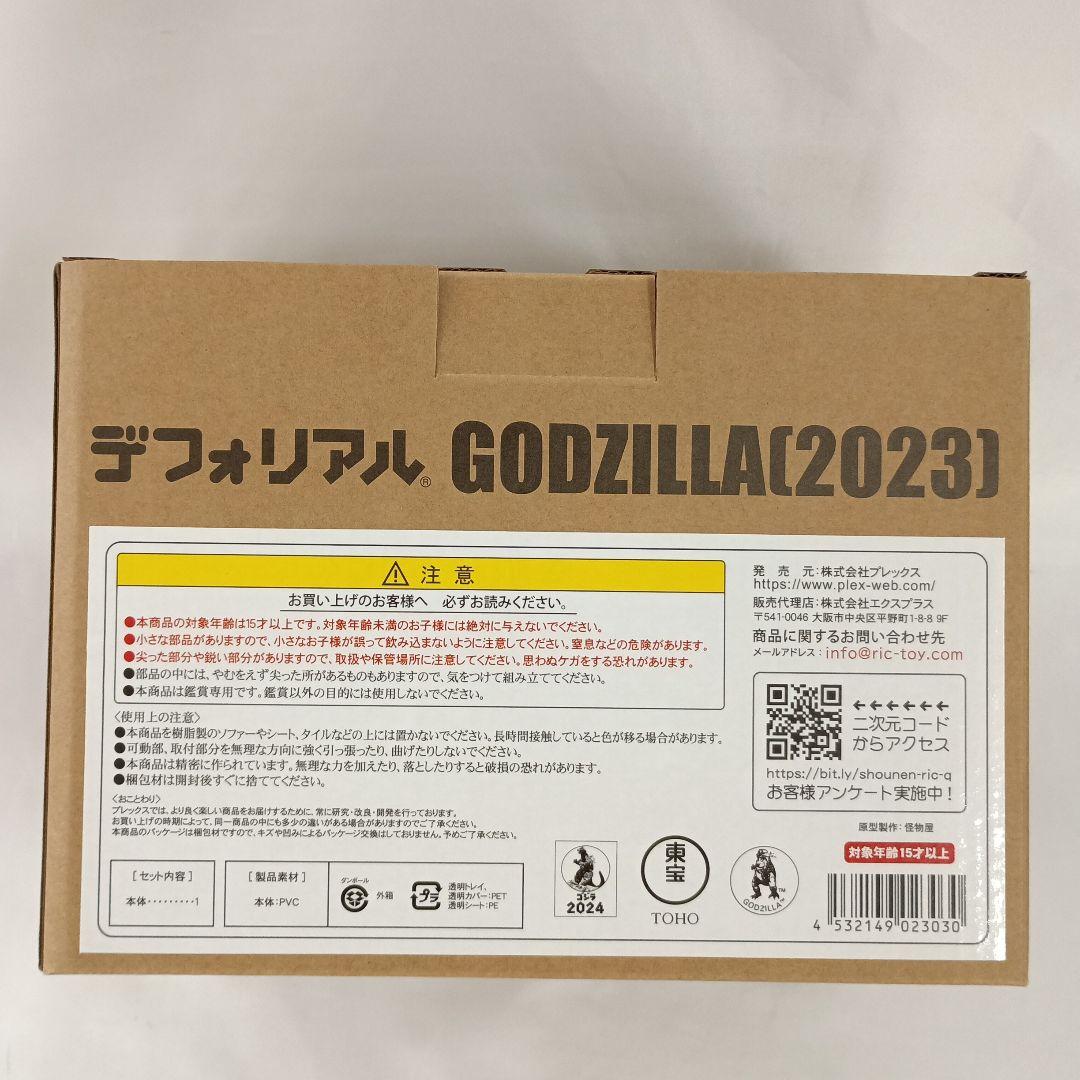 デフォリアル® GODZILLA(2023)
⚠ 注意
お買い上げのお客様へ 必ずお読みください。
●本商品の対象年齢は15才以上です。対象年齢未満のお子様には絶対に与えないでください。
●小さな部品がありますので、小さなお子様が誤って飲み込まないように注意してください。窒息などの危険があります。
●尖った部分や鋭い部分がありますので、取扱や保管場所に注意してください。思わぬケガをする恐れがあります。
●部品の中には、やむをえず尖った所があるものもありますので、気をつけて組み立ててください。
●本商品は鑑賞専用です。鑑賞以外の目的には使用しないでください。
〈使用上の注意〉
●本商品を樹脂製のソファーやシート、タイルなどの上には置かないでください。長時間接触していると色が移る場合があります。
●可動部、取付部分を無理な方向に強く引っ張ったり、曲げたりしないでください。
●本商品は精密に作られています。無理な力を加えたり、落としたりすると破損の恐れがあります。
●梱包材は開封後すぐに捨ててください。
〈おことわり〉
プレックスでは、より良く楽しい商品をお届けするために、常に研究・改良・開発を行っております。
お買い上げの時期によって、同一商品の中にも多少の違いがある場合がありますのでご了承ください。
本商品のパッケージは梱包材ですので、キズや凹みによるパッケージ交換はしておりません。予めご了承ください。
[セット内容]
本体………1
[製品素材]
本体:PVC
ダンボール
外箱
プラ
透明トレイ、
透明カバー:PET
透明シート:PE
発売元:株式会社プレックス
https://www.plex-web.com/
販売代理店:株式会社エクスプラス
〒541-0046 大阪市中央区平野町1-8-8 9F
商品に関するお問い合わせ先
メールアドレス:info@ric-toy.com
←←←←←←
二次元コード
からアクセス
https://bit.ly/shounen-ric-q
お客様アンケート実施中!
原型製作:怪物屋
対象年齢15才以上
ゴジラ
2024
東宝
TOHO
GODZILLA™
4 532149 023030